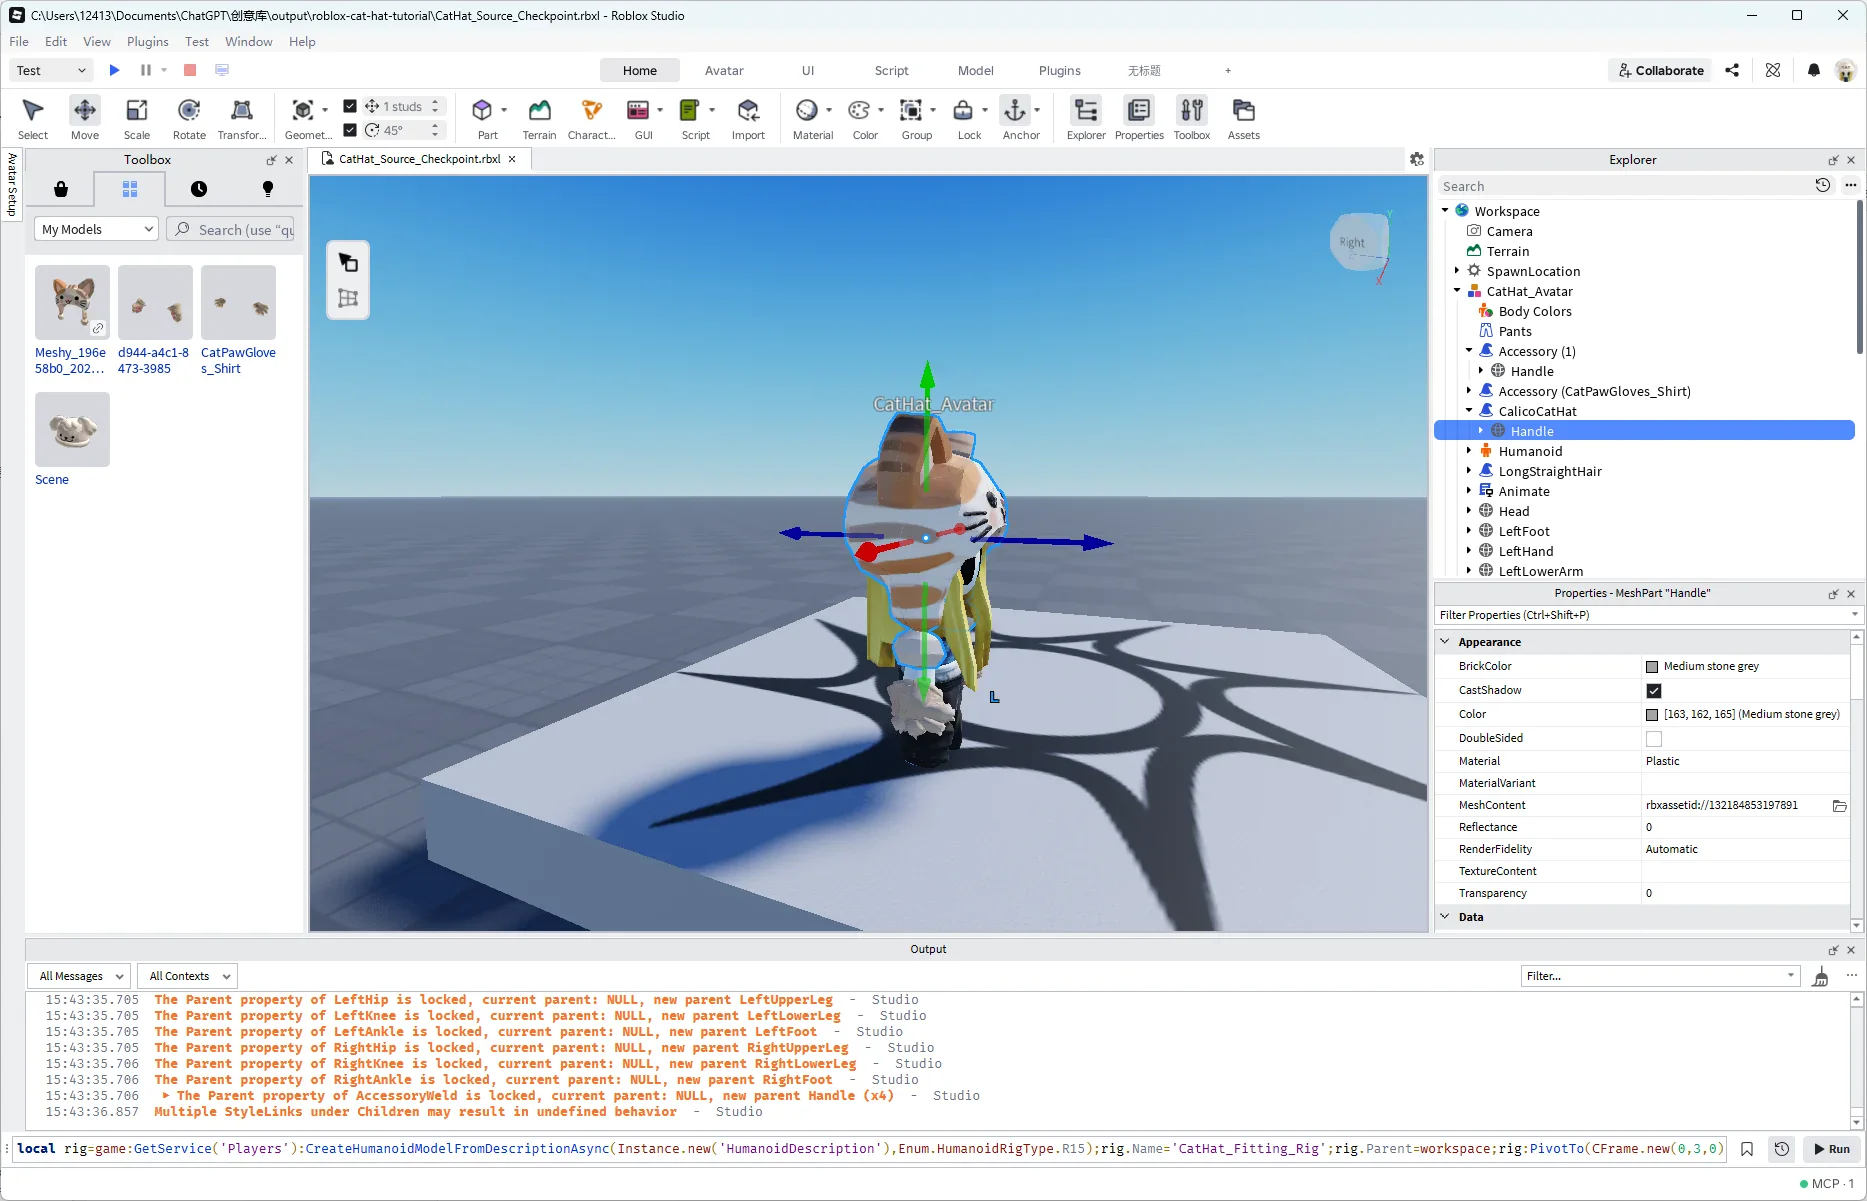 C:\Users\12413\Documents\ChatGPT\创意库\output\roblox-cat-hat-tutorial\CatHat_Source_Checkpoint.rbxl - Roblox Studio
File Edit View Plugins Test Window Help
Test
Home Avatar UI Script Model Plugins 无标题 +
Collaborate
Select Move Scale Rotate Transfor... Geomet...
1 studs
45°
Part Terrain Charact... GUI Script Import Material Color Group Lock Anchor Explorer Properties Toolbox Assets
Avatar Setup
Toolbox
My Models
Search (use "qu
Meshy_196e
58b0_202...
d944-a4c1-8
473-3985
CatPawGlove
s_Shirt
Scene
CatHat_Source_Checkpoint.rbxl
Right
Y
Z
X
CatHat_Avatar
L
Explorer
Search
Workspace
Camera
Terrain
SpawnLocation
CatHat_Avatar
Body Colors
Pants
Accessory (1)
Handle
Accessory (CatPawGloves_Shirt)
CalicoCatHat
Handle
Humanoid
LongStraightHair
Animate
Head
LeftFoot
LeftHand
LeftLowerArm
Properties - MeshPart "Handle"
Filter Properties (Ctrl+Shift+P)
Appearance
BrickColor Medium stone grey
CastShadow
Color [163, 162, 165] (Medium stone grey)
DoubleSided
Material Plastic
MaterialVariant
MeshContent rbxassetid://132184853197891
Reflectance 0
RenderFidelity Automatic
TextureContent
Transparency 0
Data
Output
All Messages All Contexts Filter...
15:43:35.705 The Parent property of LeftHip is locked, current parent: NULL, new parent LeftUpperLeg - Studio
15:43:35.705 The Parent property of LeftKnee is locked, current parent: NULL, new parent LeftLowerLeg - Studio
15:43:35.705 The Parent property of LeftAnkle is locked, current parent: NULL, new parent LeftFoot - Studio
15:43:35.705 The Parent property of RightHip is locked, current parent: NULL, new parent RightUpperLeg - Studio
15:43:35.706 The Parent property of RightKnee is locked, current parent: NULL, new parent RightLowerLeg - Studio
15:43:35.706 The Parent property of RightAnkle is locked, current parent: NULL, new parent RightFoot - Studio
15:43:35.706 The Parent property of AccessoryWeld is locked, current parent: NULL, new parent Handle (x4) - Studio
15:43:36.857 Multiple StyleLinks under Children may result in undefined behavior - Studio
local rig=game:GetService('Players'):CreateHumanoidModelFromDescriptionAsync(Instance.new('HumanoidDescription'),Enum.HumanoidRigType.R15);rig.Name='CatHat_Fitting_Rig';rig.Parent=workspace;rig:PivotTo(CFrame.new(0,3,0)
Run
MCP · 1